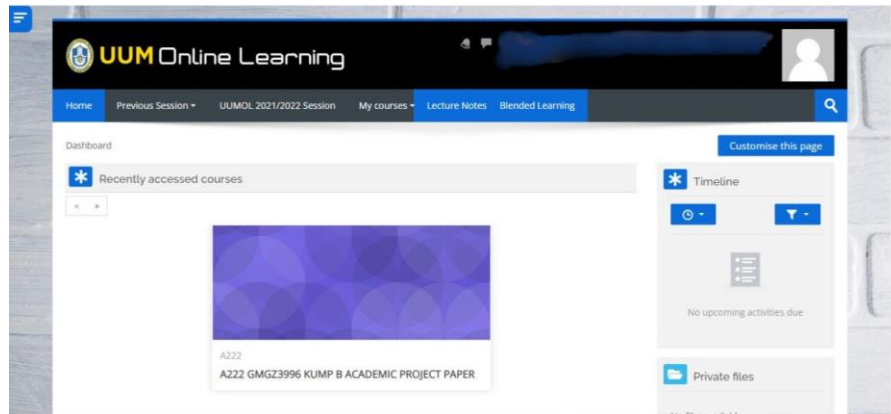 UUM Online Learning
Home Previous Session UUMOL 2021/2022 Session My courses Lecture Notes Blended Learning
Dashboard
Customise this page
Recently accessed courses
Timeline
No upcoming activities due
A222
A222 GMGZ3996 KUMP B ACADEMIC PROJECT PAPER
Private files